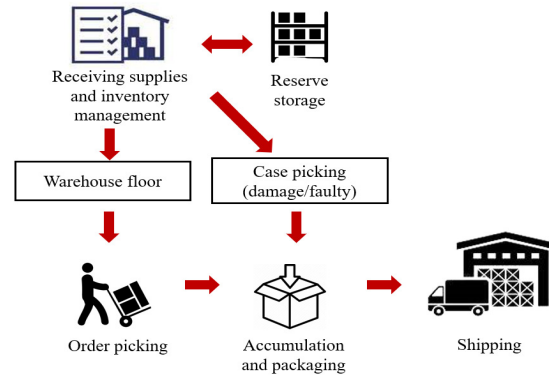 Receiving supplies
and inventory
management
Reserve
storage
Warehouse floor
Case picking
(damage/faulty)
Order picking
Accumulation
and packaging
Shipping